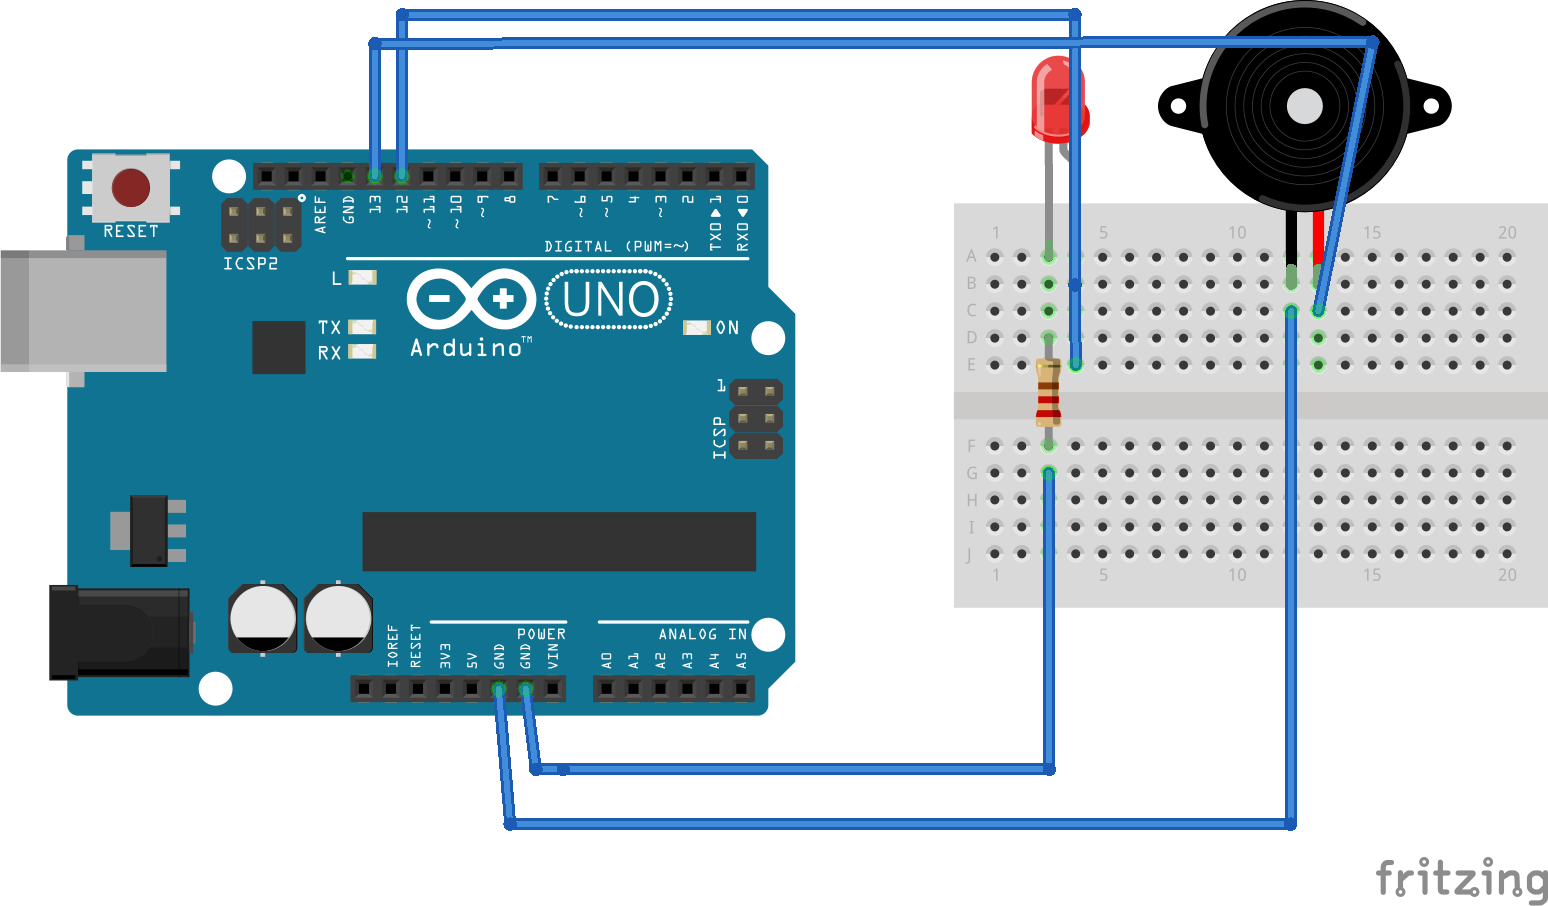 RESET
ICSP2
AREF
GND
13
12
~11
~10
~9
8
7
~6
~5
4
~3
2
TX0▶1
RX0◀0
DIGITAL (PWM=~)
L
TX
RX
UNO
Arduino™
ON
1
ICSP
IOREF
RESET
3V3
5V
GND
GND
VIN
POWER
ANALOG IN
A0
A1
A2
A3
A4
A5
1 5 10 15 20
A
B
C
D
E
F
G
H
I
J
1 5 10 15 20
fritzing